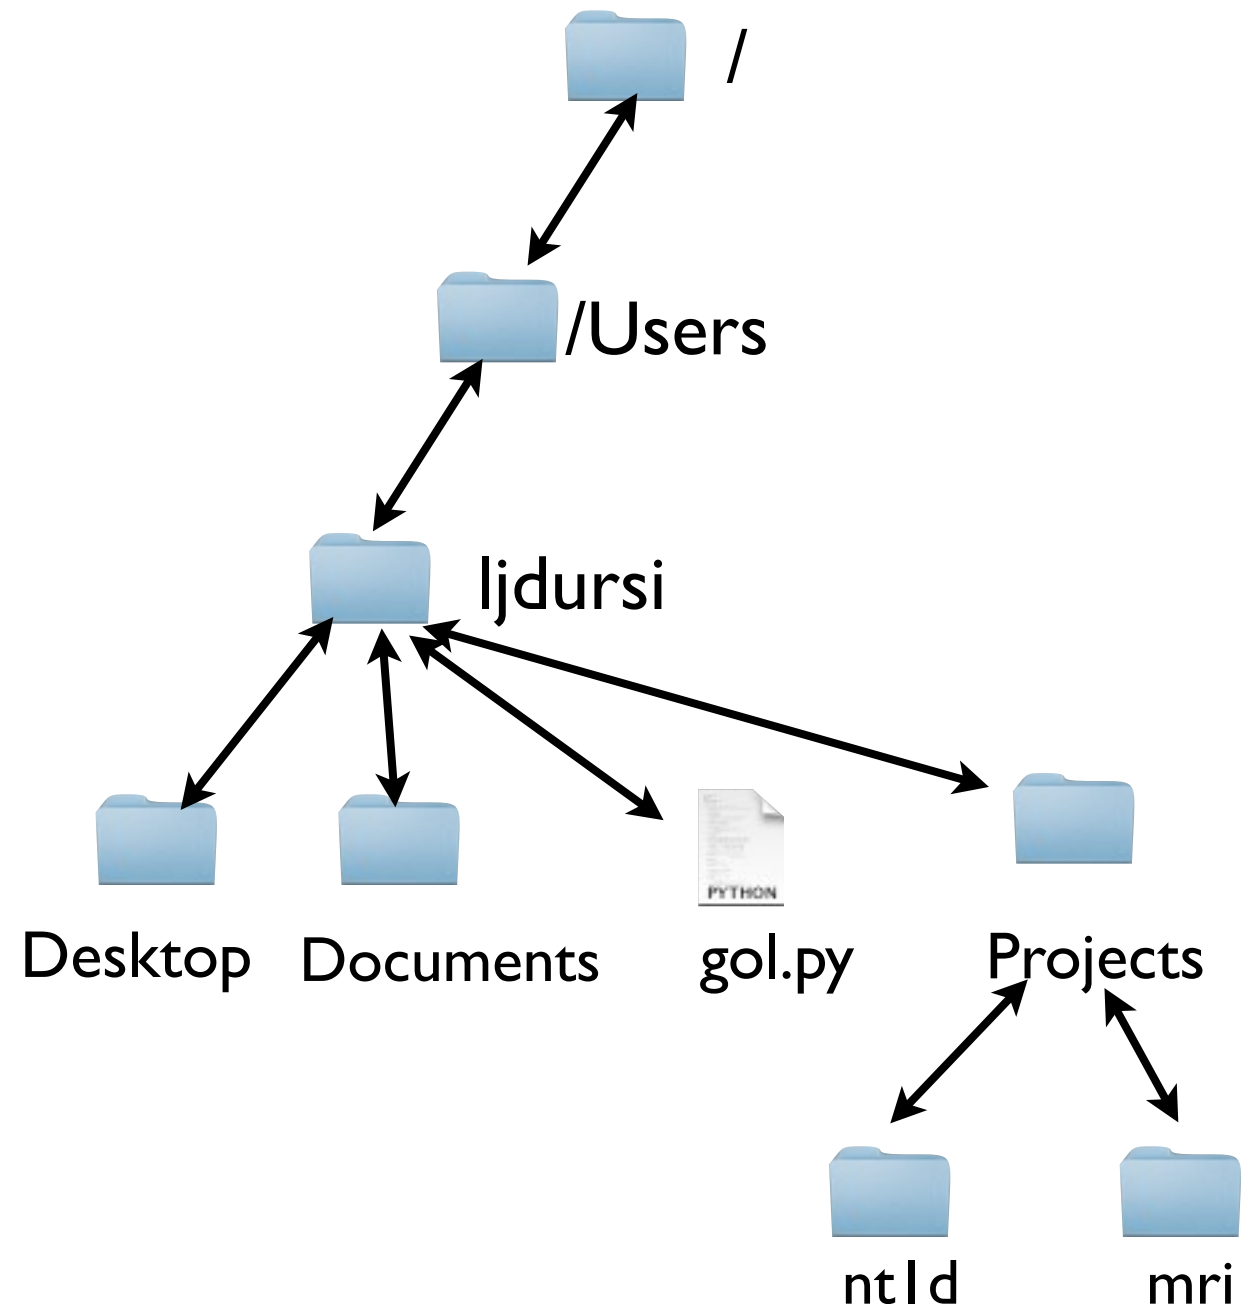 /
/Users
ljdursi
PYTHON
Desktop
Documents
gol.py
Projects
nt1d
mri